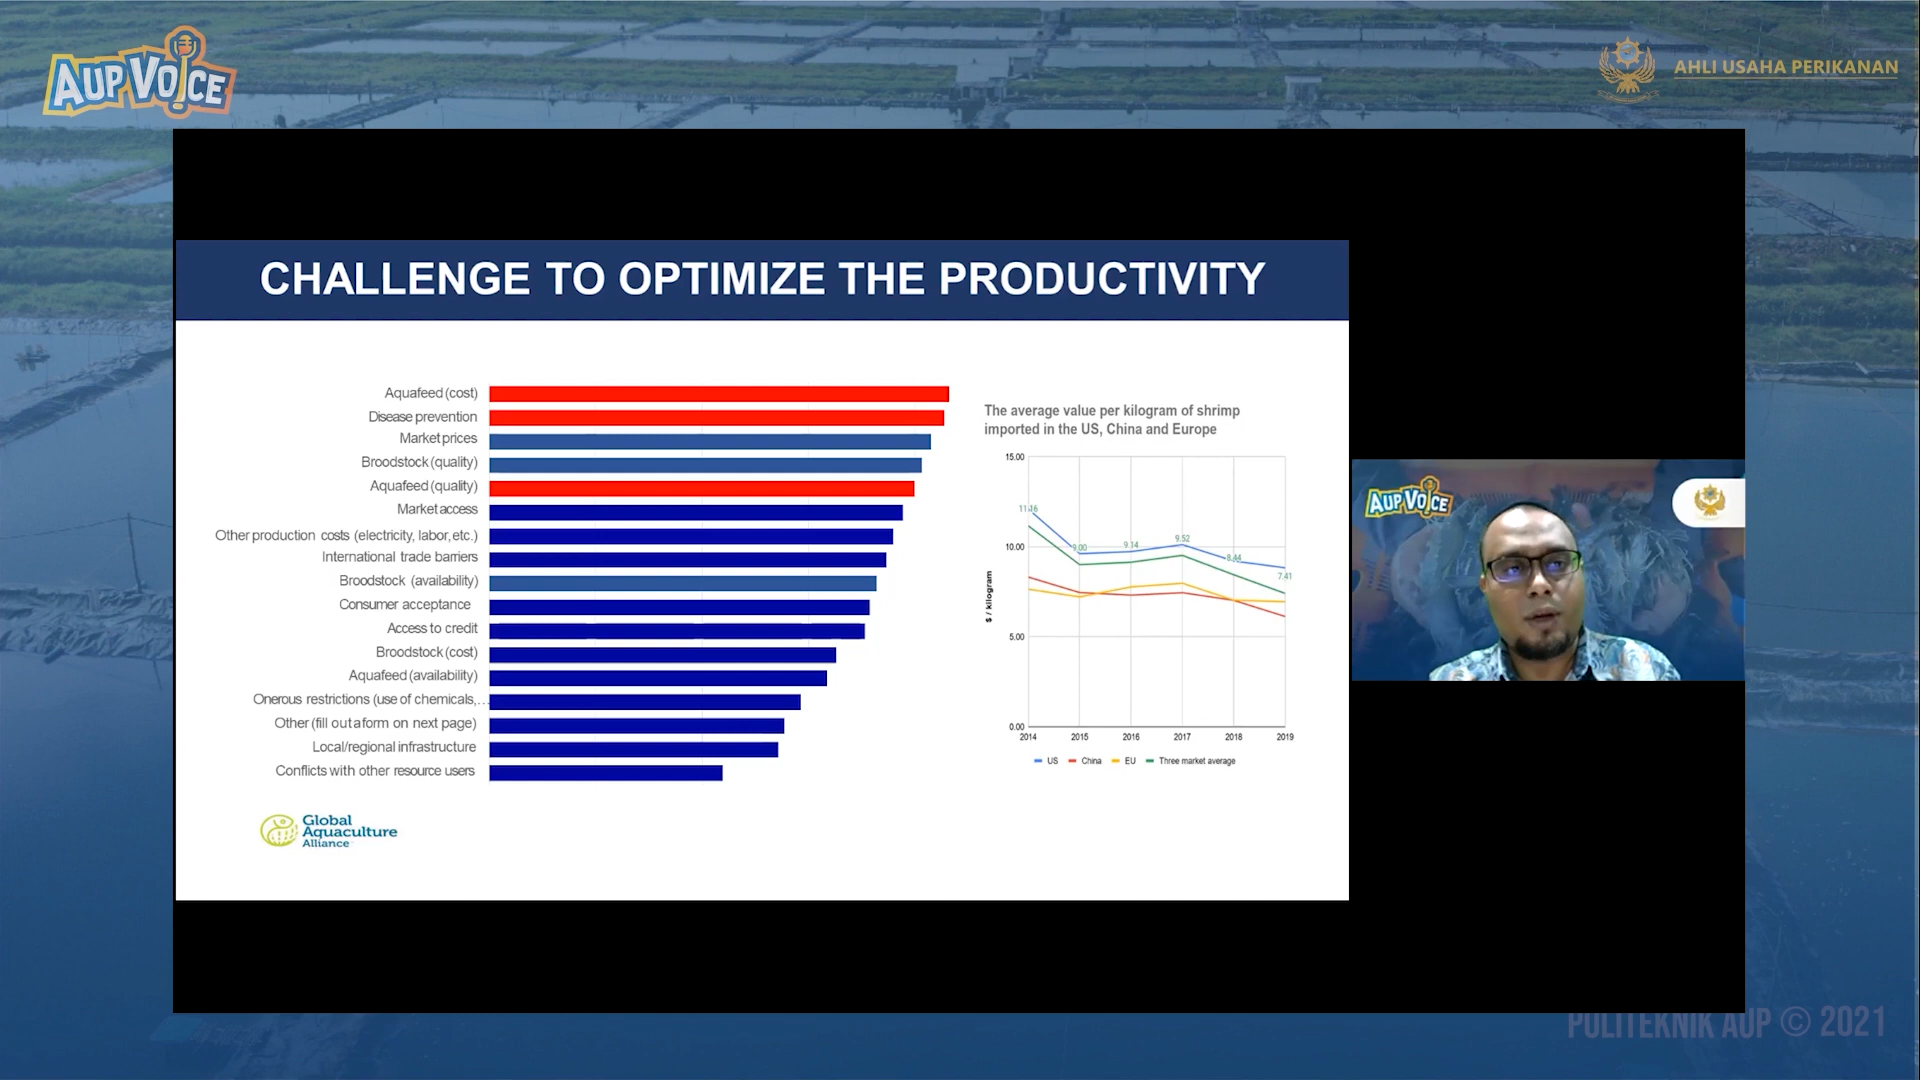 AUP VOICE
AHLI USAHA PERIKANAN
CHALLENGE TO OPTIMIZE THE PRODUCTIVITY
Aquafeed (cost)
Disease prevention
Market prices
Broodstock (quality)
Aquafeed (quality)
Market access
Other production costs (electricity, labor, etc.)
International trade barriers
Broodstock (availability)
Consumer acceptance
Access to credit
Broodstock (cost)
Aquafeed (availability)
Onerous restrictions (use of chemicals,…
Other (fill out a form on next page)
Local/regional infrastructure
Conflicts with other resource users
Global
Aquaculture
Alliance
The average value per kilogram of shrimp
imported in the US, China and Europe
$ / kilogram
15.00
10.00
5.00
0.00
11.16
9.00
9.14
9.52
8.44
7.41
2014 2015 2016 2017 2018 2019
US China EU Three market average
AUP VOICE
POLITEKNIK AUP © 2021